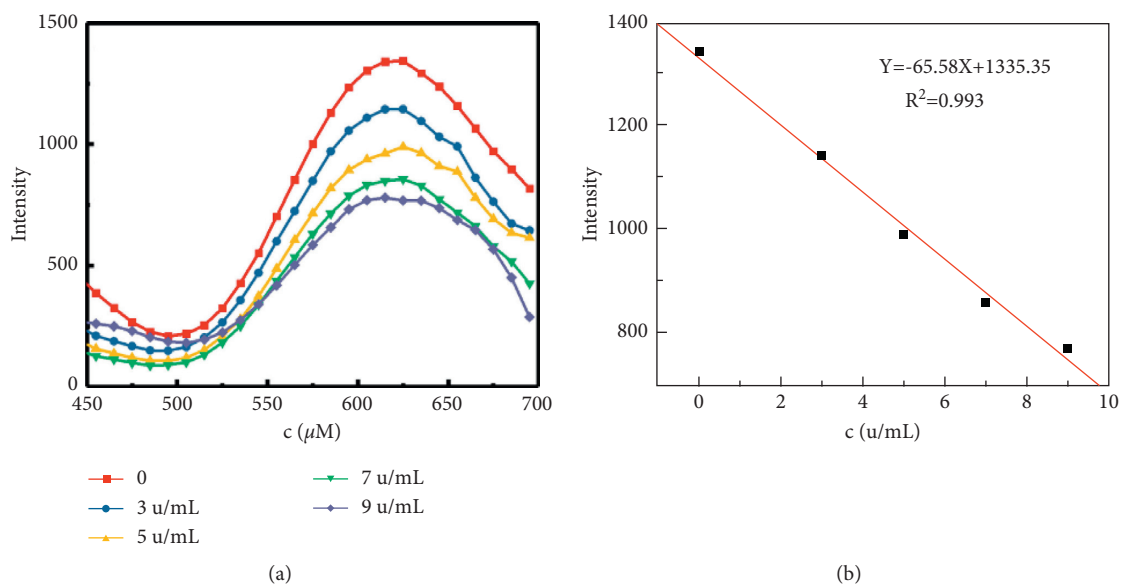 1500
1000
500
0
Intensity
450
500
550
600
650
700
c (μM)
0
3 u/mL
5 u/mL
7 u/mL
9 u/mL
(a)
1400
1200
1000
800
Intensity
Y=-65.58X+1335.35
R²=0.993
0
2
4
6
8
10
c (u/mL)
(b)